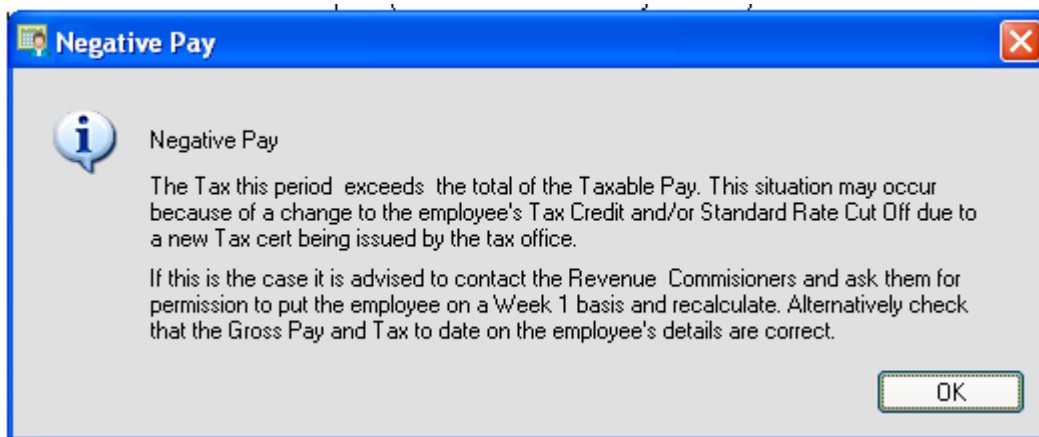 Negative Pay
Negative Pay
The Tax this period  exceeds  the total of the Taxable Pay. This situation may occur
because of a change to the employee's Tax Credit and/or Standard Rate Cut Off due to
a new Tax cert being issued by the tax office.
If this is the case it is advised to contact the Revenue  Commisioners and ask them for
permission to put the employee on a Week 1 basis and recalculate. Alternatively check
that the Gross Pay and Tax to date on the employee's details are correct.
OK